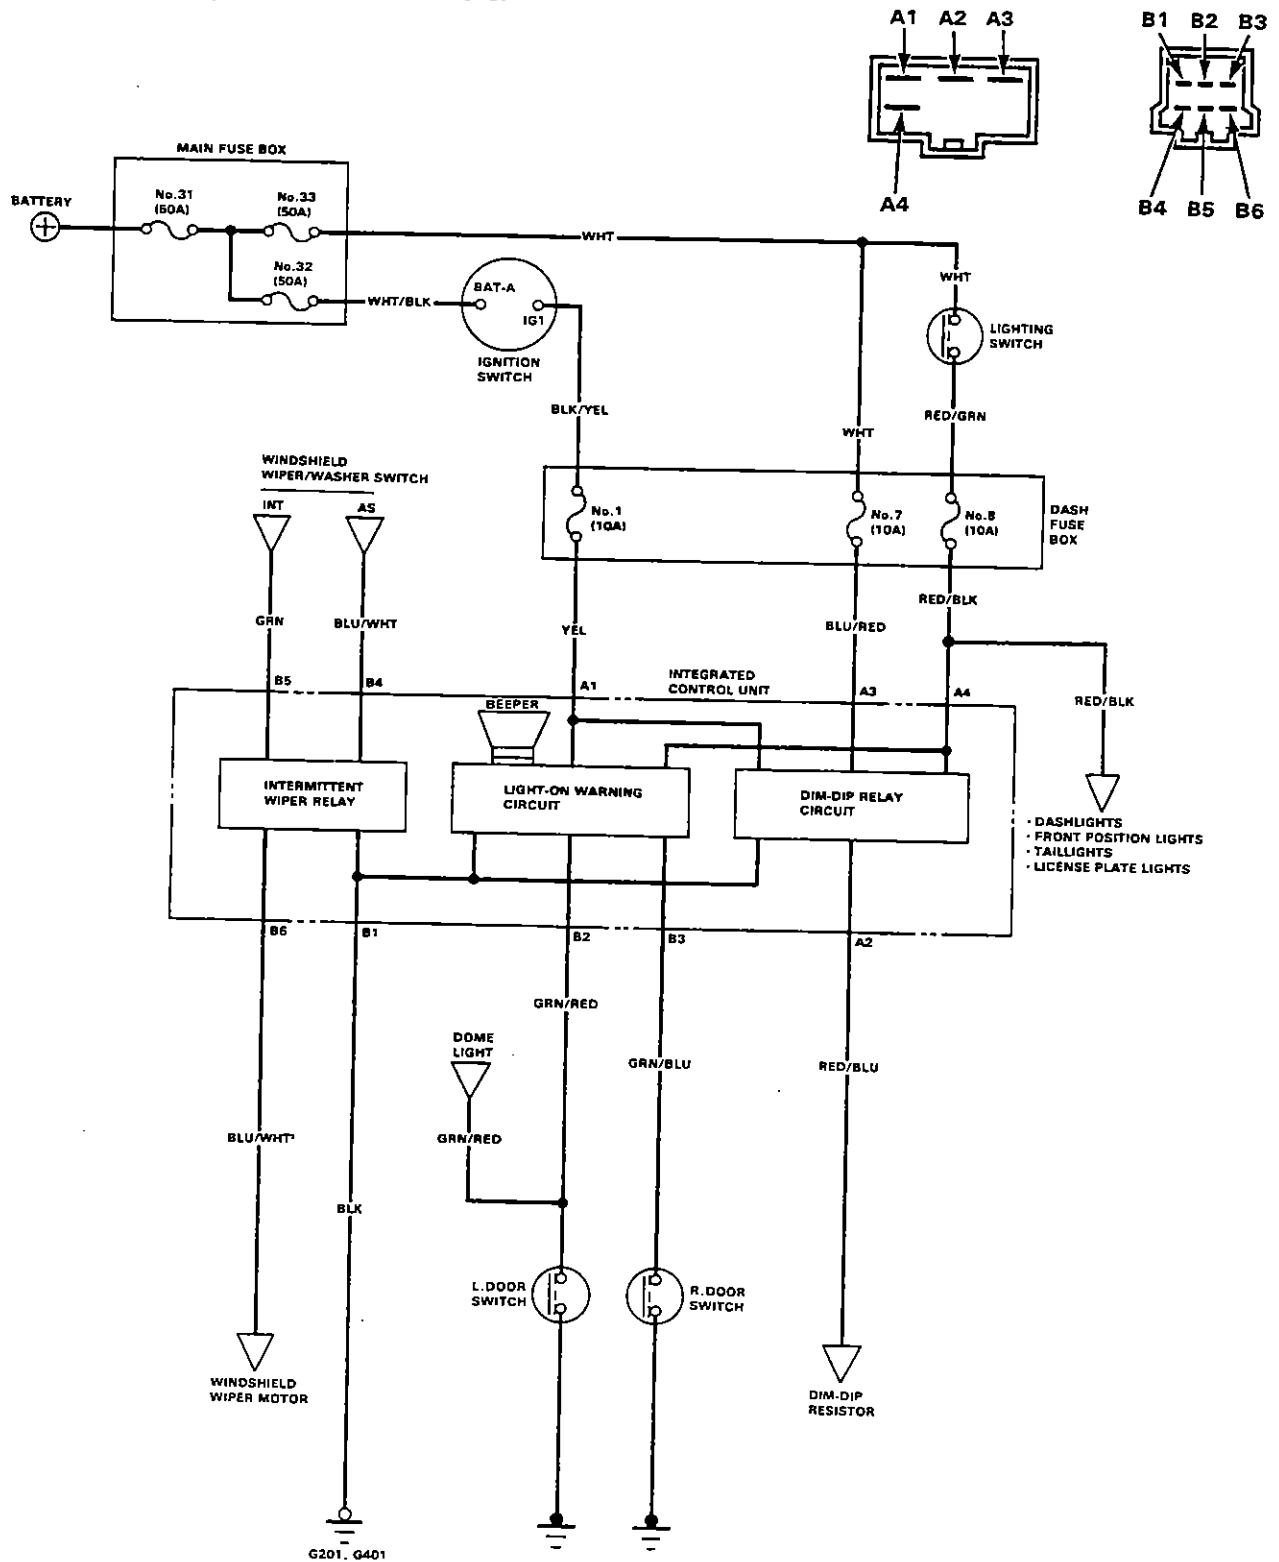 A1 A2 A3
B1 B2 B3
A4
B4 B5 B6
MAIN FUSE BOX
BATTERY
No.31
(60A)
No.33
(50A)
No.32
(50A)
WHT
WHT/BLK
BAT-A
IG1
IGNITION
SWITCH
WHT
LIGHTING
SWITCH
BLK/YEL
WHT
RED/GRN
WINDSHIELD
WIPER/WASHER SWITCH
INT
AS
No.1
(10A)
No.7
(10A)
No.8
(10A)
DASH
FUSE
BOX
GRN
BLU/WHT
YEL
BLU/RED
RED/BLK
RED/BLK
B5
B4
A1
INTEGRATED
CONTROL UNIT
A3
A4
BEEPER
INTERMITTENT
WIPER RELAY
LIGHT-ON WARNING
CIRCUIT
DIM-DIP RELAY
CIRCUIT
· DASHLIGHTS
· FRONT POSITION LIGHTS
· TAILLIGHTS
· LICENSE PLATE LIGHTS
B6
B1
B2
B3
A2
GRN/RED
DOME
LIGHT
GRN/BLU
RED/BLU
BLU/WHT
GRN/RED
BLK
L.DOOR
SWITCH
R.DOOR
SWITCH
WINDSHIELD
WIPER MOTOR
DIM-DIP
RESISTOR
G201, G401